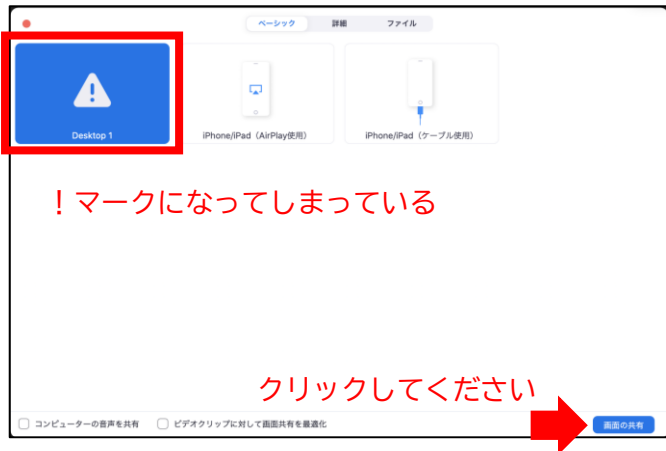 ベーシック 詳細 ファイル
Desktop 1 iPhone/iPad（AirPlay使用） iPhone/iPad（ケーブル使用）
！マークになってしまっている
クリックしてください
コンピューターの音声を共有 ビデオクリップに対して画面共有を最適化 画面の共有